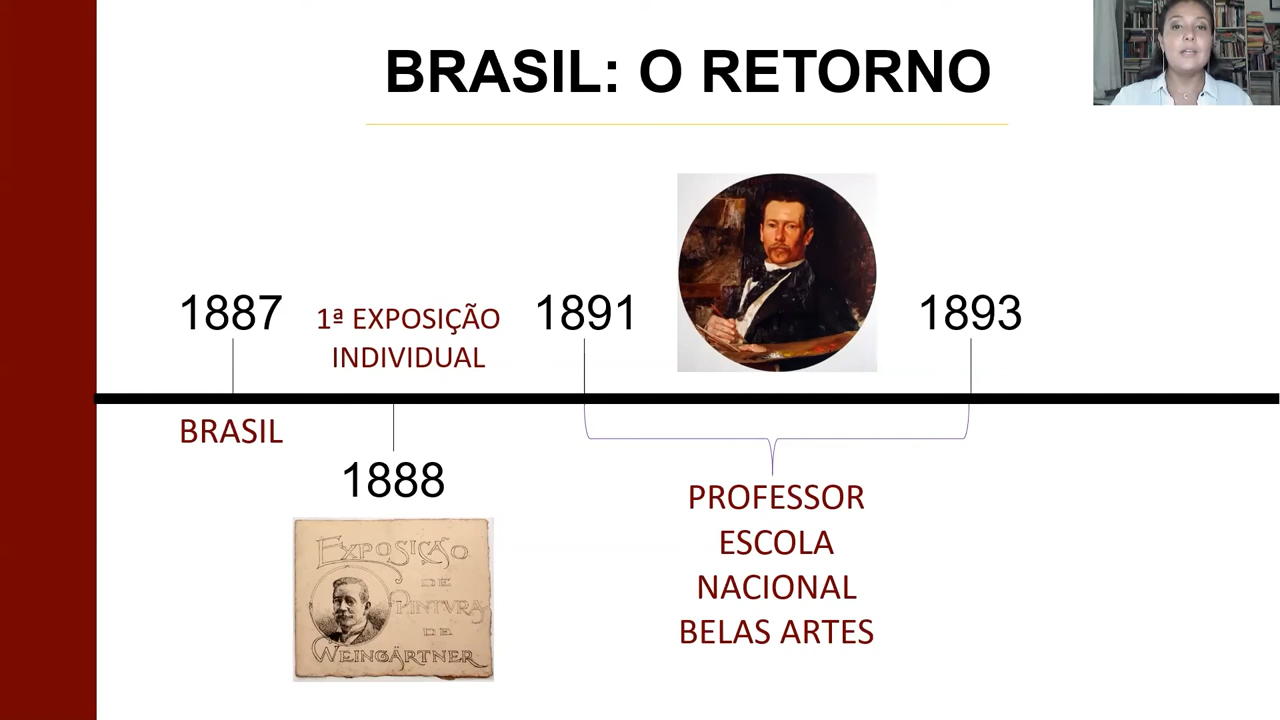 BRASIL: O RETORNO
1887
1ª EXPOSIÇÃO
INDIVIDUAL
1891
1893
BRASIL
1888
EXPOSIÇÃO
DE
PINTURA
DE
WEINGÄRTNER
PROFESSOR
ESCOLA
NACIONAL
BELAS ARTES